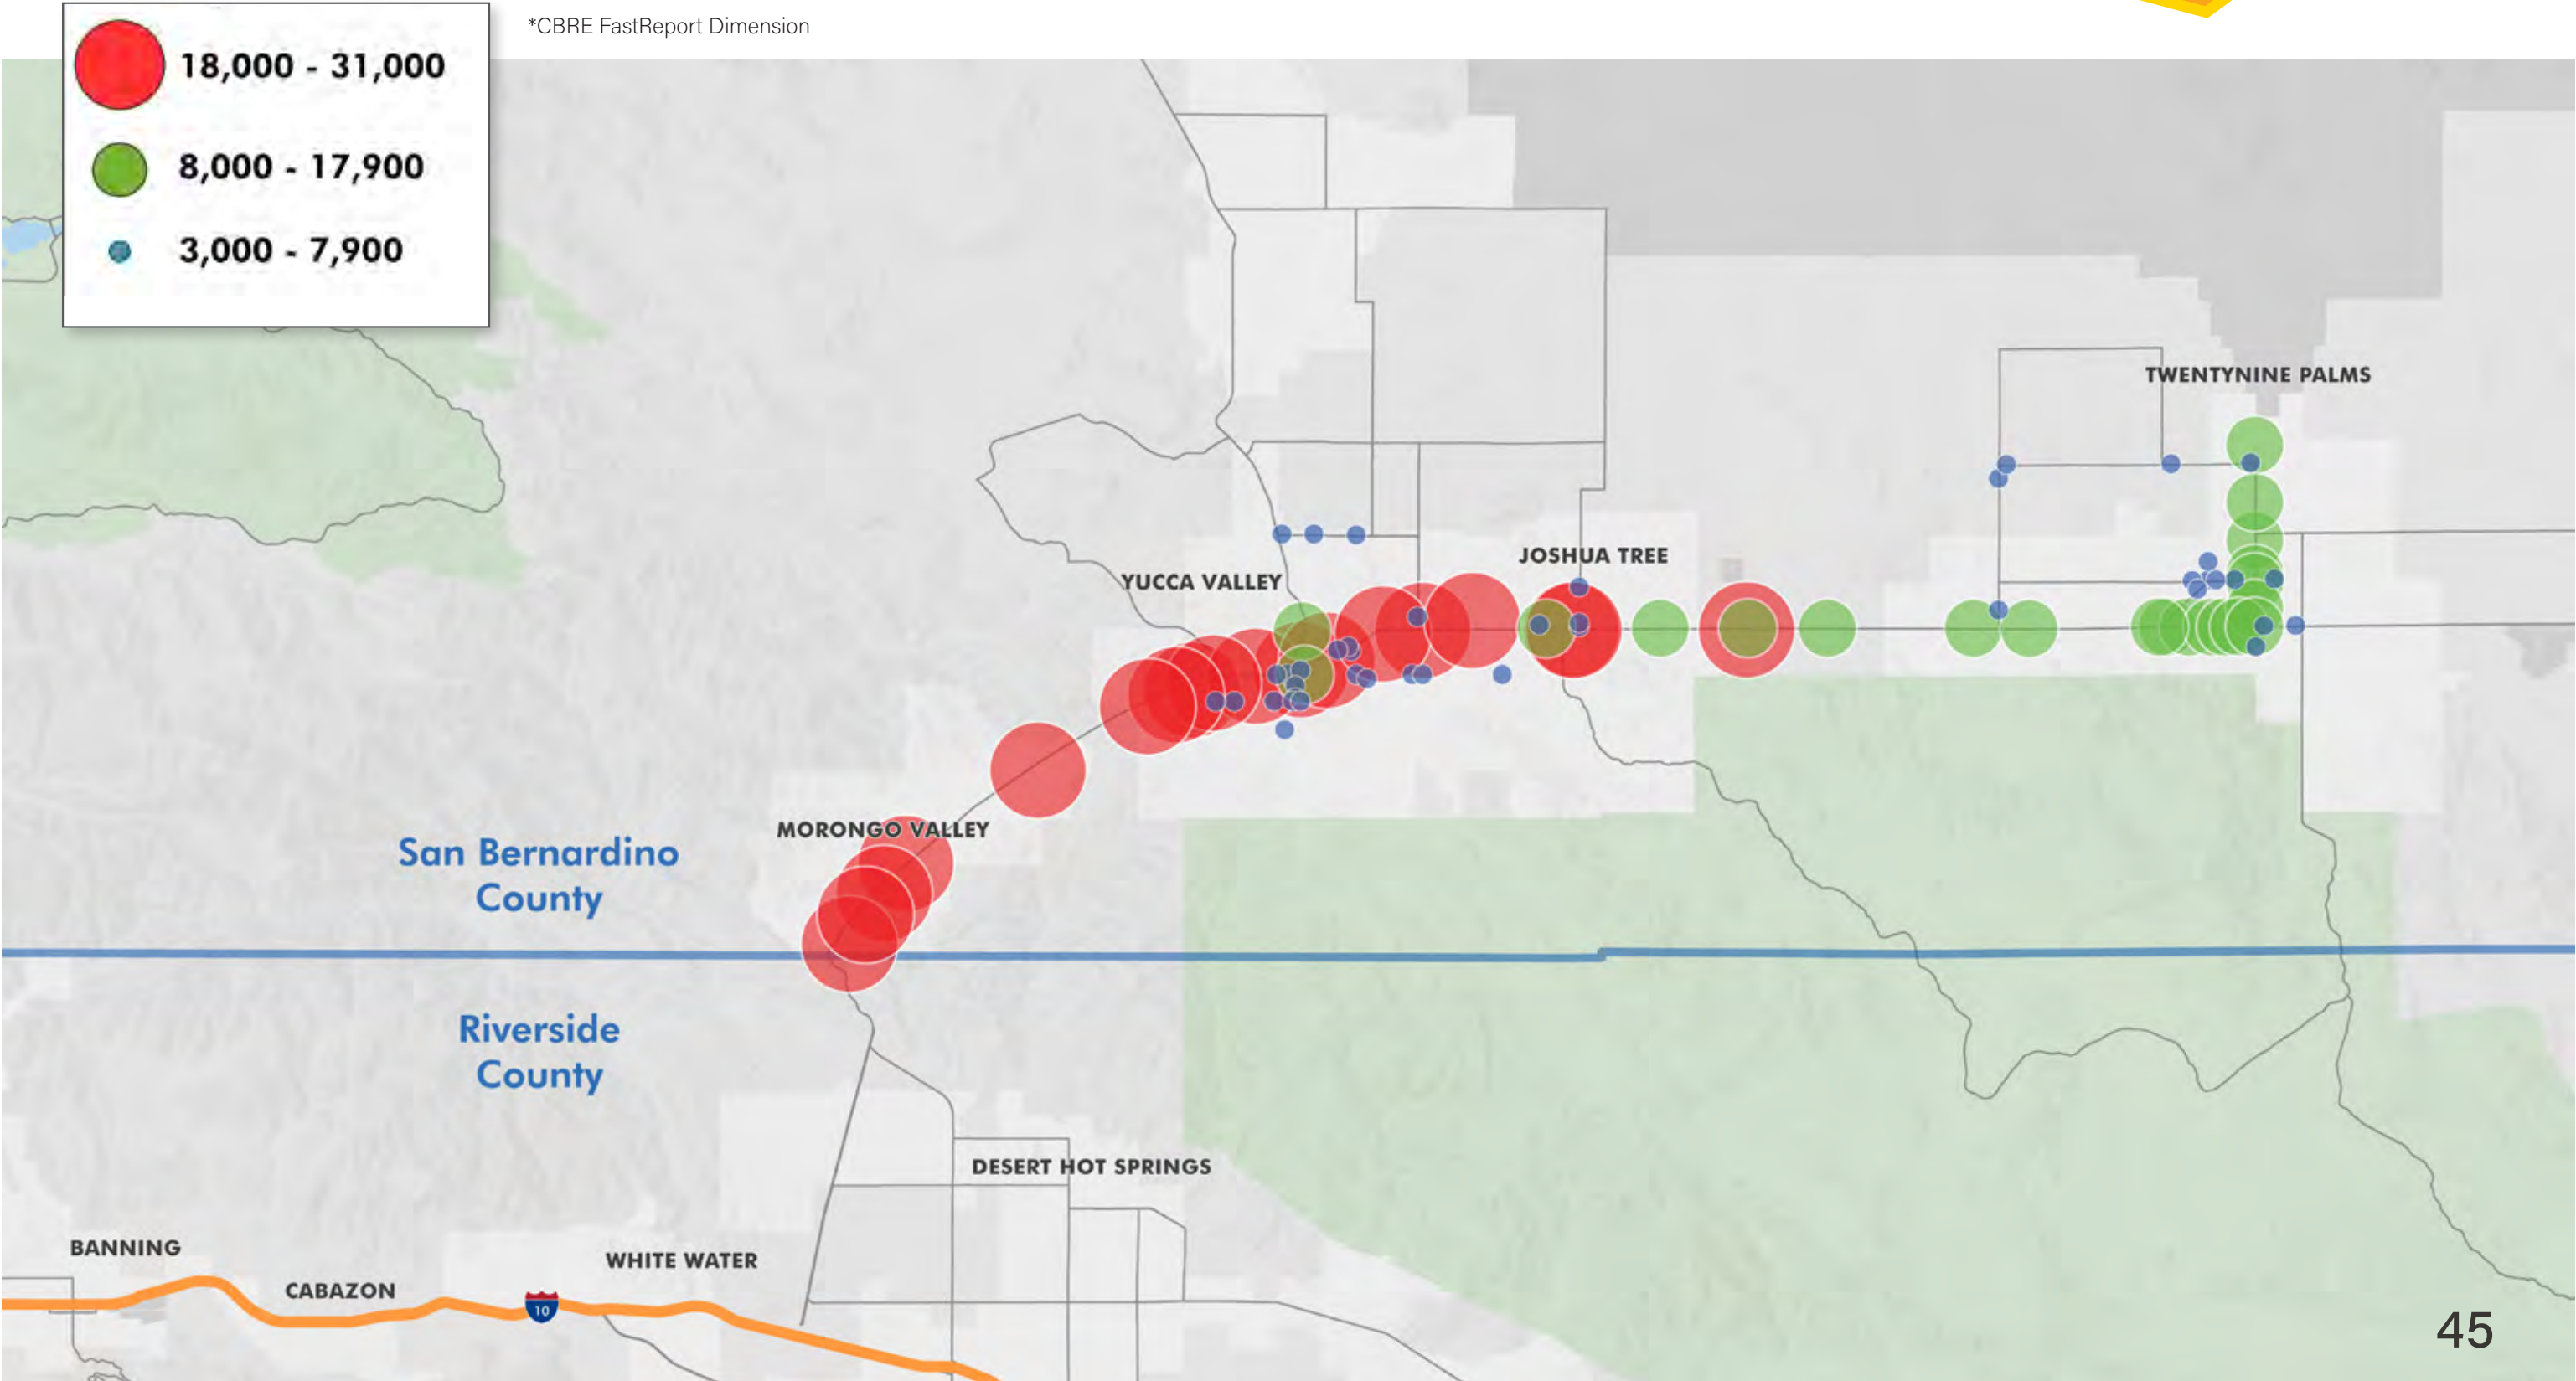 *CBRE FastReport Dimension
18,000 - 31,000
8,000 - 17,900
3,000 - 7,900
TWENTYNINE PALMS
JOSHUA TREE
YUCCA VALLEY
MORONGO VALLEY
San Bernardino
County
Riverside
County
DESERT HOT SPRINGS
BANNING
WHITE WATER
CABAZON
10
45